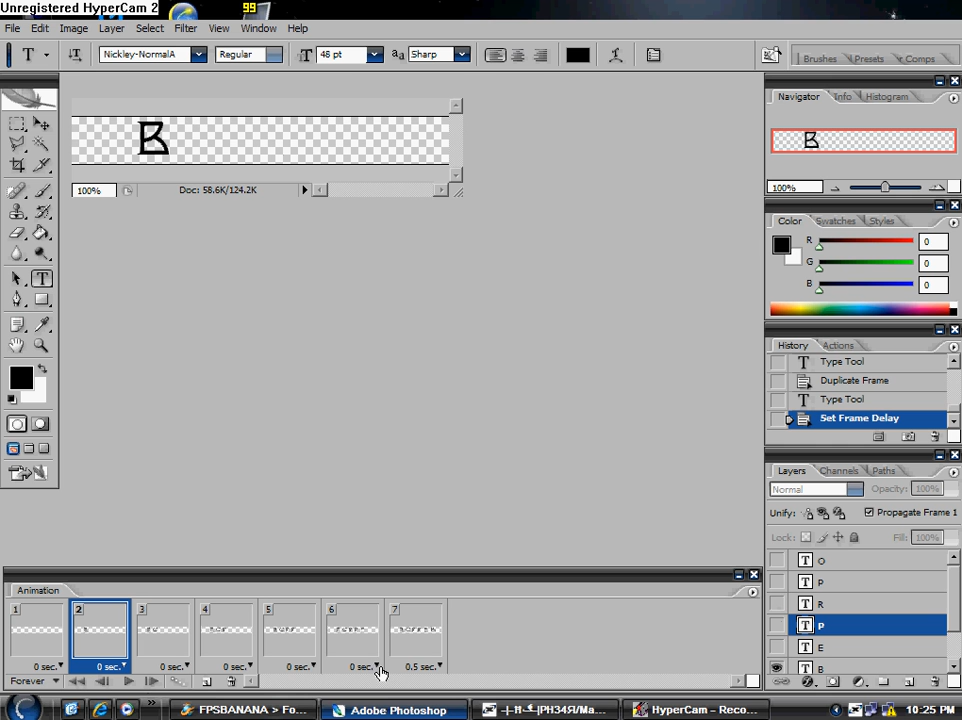 Unregistered HyperCam 2
99
File Edit Image Layer Select Filter View Window Help
T Nickley-NormalA Regular 48 pt aa Sharp Brushes Presets r Comps
B
100% Doc: 58.6K/124.2K
Navigator Info Histogram
B
100%
Color Swatches Styles
R 0
G 0
B 0
History Actions
Type Tool
Duplicate Frame
Type Tool
Set Frame Delay
Layers Channels Paths
Normal Opacity: 100%
Unify: Propagate Frame 1
Lock: Fill: 100%
T O
T P
T R
T P
T E
T B
Animation
1 2 3 4 5 6 7
0 sec. 0 sec. 0 sec. 0 sec. 0 sec. 0 sec. 0.5 sec.
Forever
FPSBANANA > Fo... Adobe Photoshop HyperCam - Reco... 10:25 PM